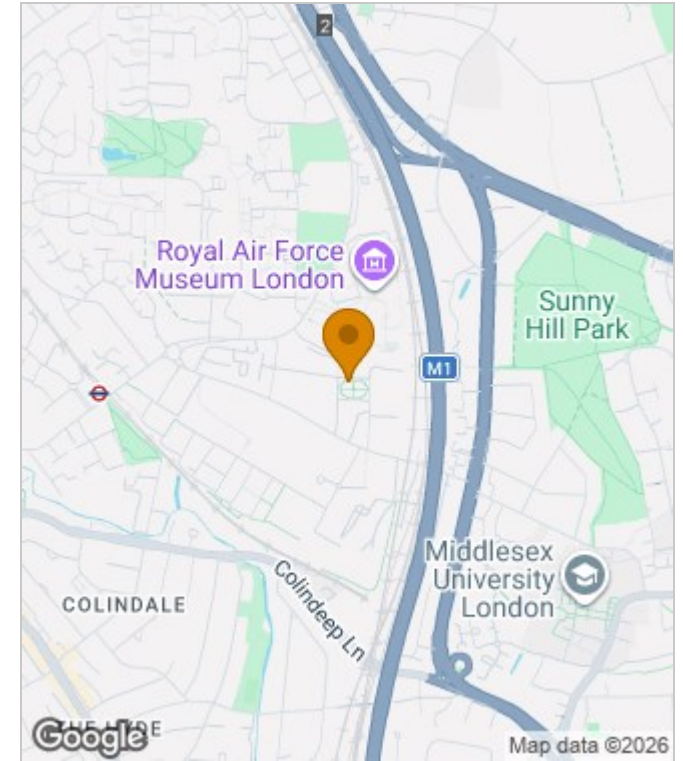 2
Royal Air Force
Museum London
Sunny
Hill Park
M1
Middlesex
University
London
Colindeep Ln
COLINDALE
Google
Map data ©2026